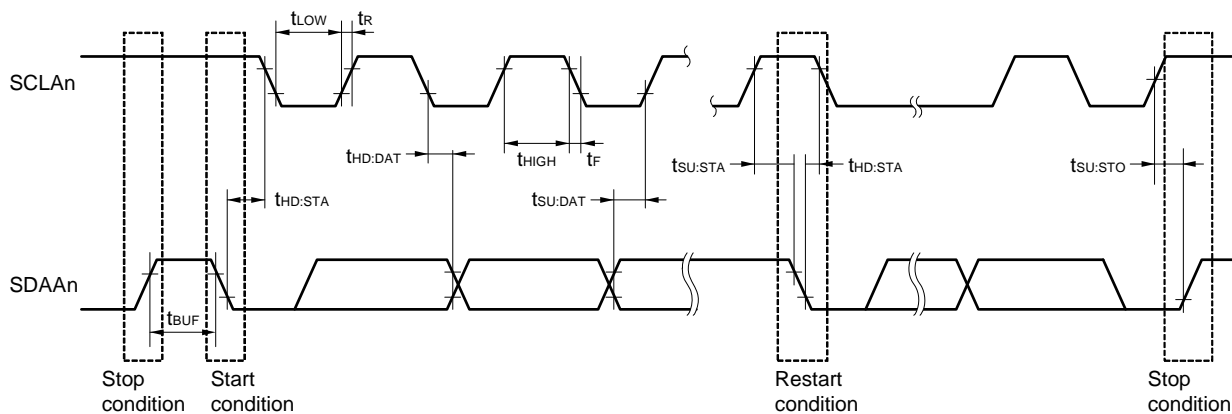 tLOW
tR
SCLAn
tHD:DAT
tHIGH
tF
tSU:STA
tHD:STA
tSU:STO
tHD:STA
tSU:DAT
SDAAn
tBUF
Stop
condition
Start
condition
Restart
condition
Stop
condition